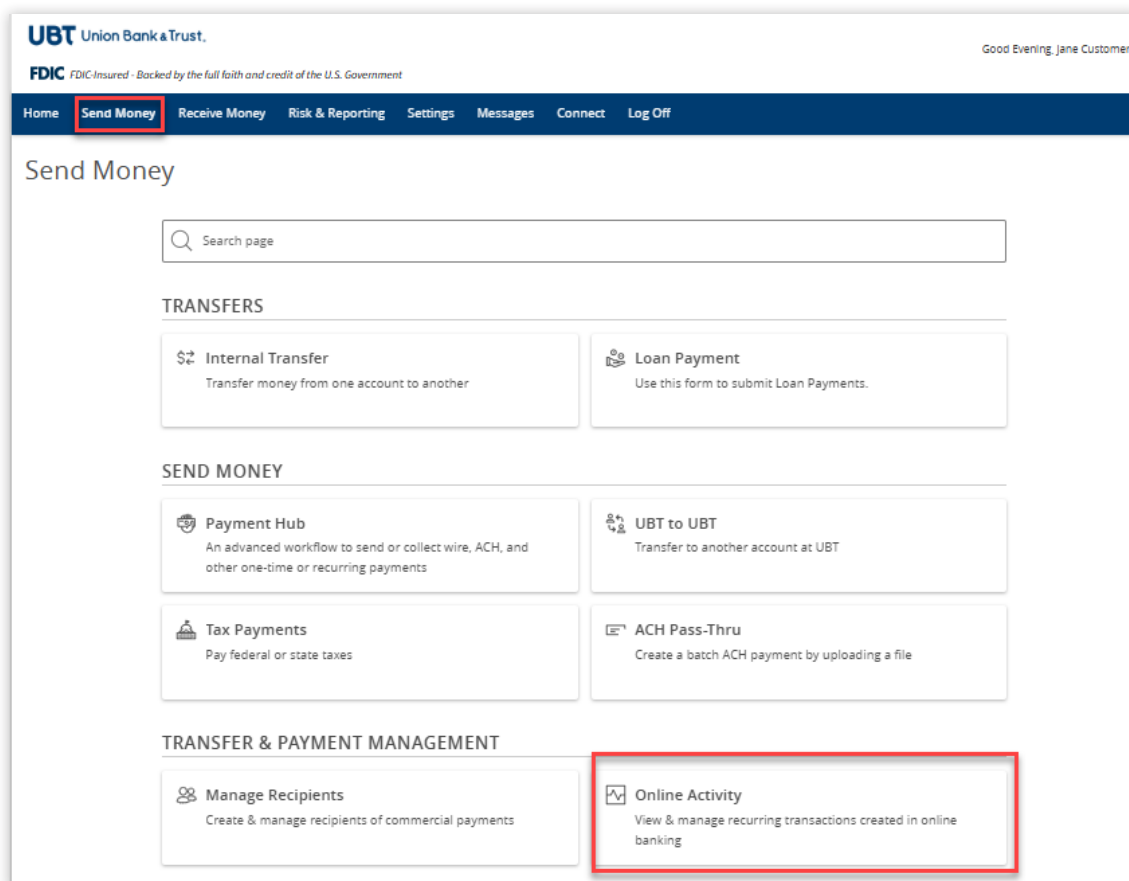 UBT Union Bank & Trust.
Good Evening, Jane Customer
FDIC FDIC-Insured - Backed by the full faith and credit of the U.S. Government
Home Send Money Receive Money Risk & Reporting Settings Messages Connect Log Off
Send Money
Search page
TRANSFERS
Internal Transfer
Transfer money from one account to another
Loan Payment
Use this form to submit Loan Payments.
SEND MONEY
Payment Hub
An advanced workflow to send or collect wire, ACH, and
other one-time or recurring payments
UBT to UBT
Transfer to another account at UBT
Tax Payments
Pay federal or state taxes
ACH Pass-Thru
Create a batch ACH payment by uploading a file
TRANSFER & PAYMENT MANAGEMENT
Manage Recipients
Create & manage recipients of commercial payments
Online Activity
View & manage recurring transactions created in online
banking